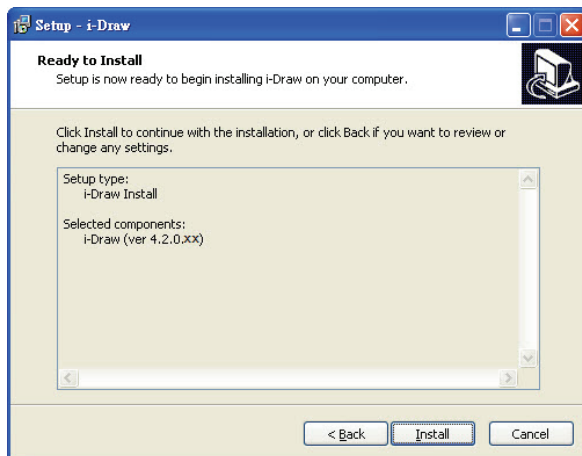 Setup - i-Draw
Ready to Install
Setup is now ready to begin installing i-Draw on your computer.
Click Install to continue with the installation, or click Back if you want to review or
change any settings.
Setup type:
i-Draw Install
Selected components:
i-Draw (ver 4.2.0.xx)
< Back Install Cancel